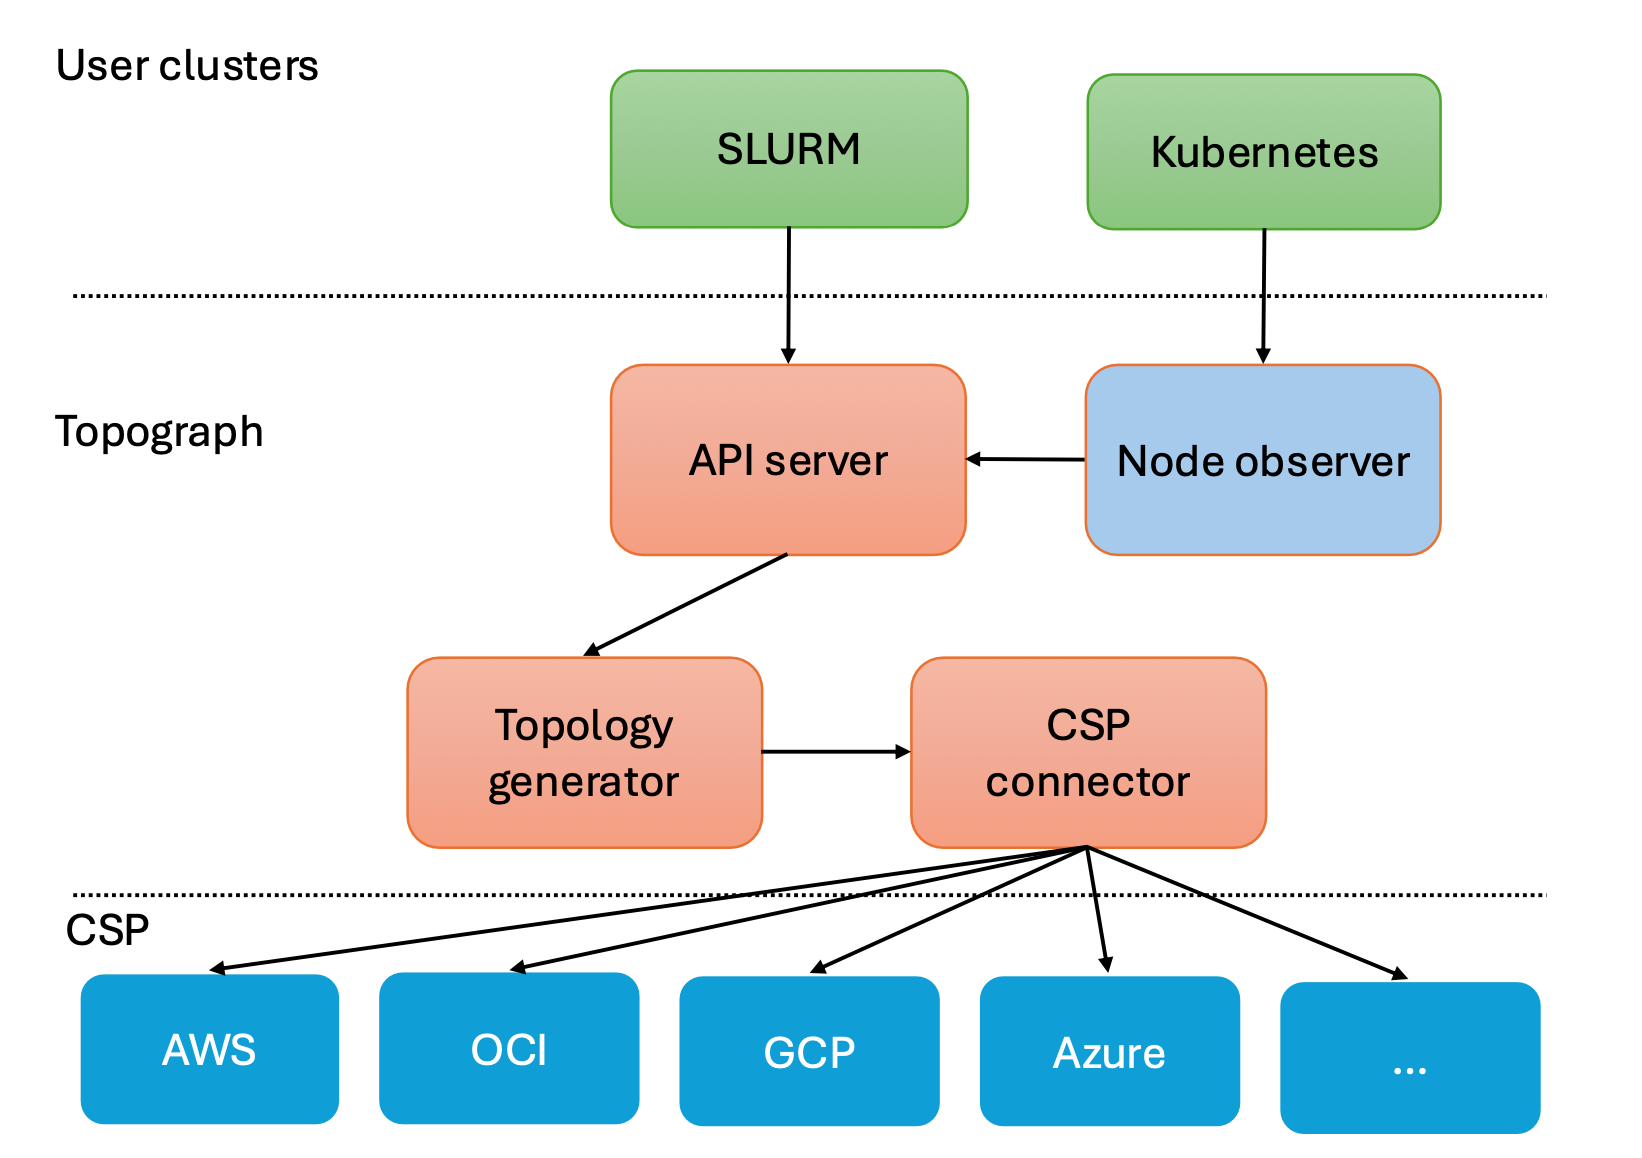 User clusters
SLURM
Kubernetes
Topograph
API server
Node observer
Topology
generator
CSP
connector
CSP
AWS
OCI
GCP
Azure
...